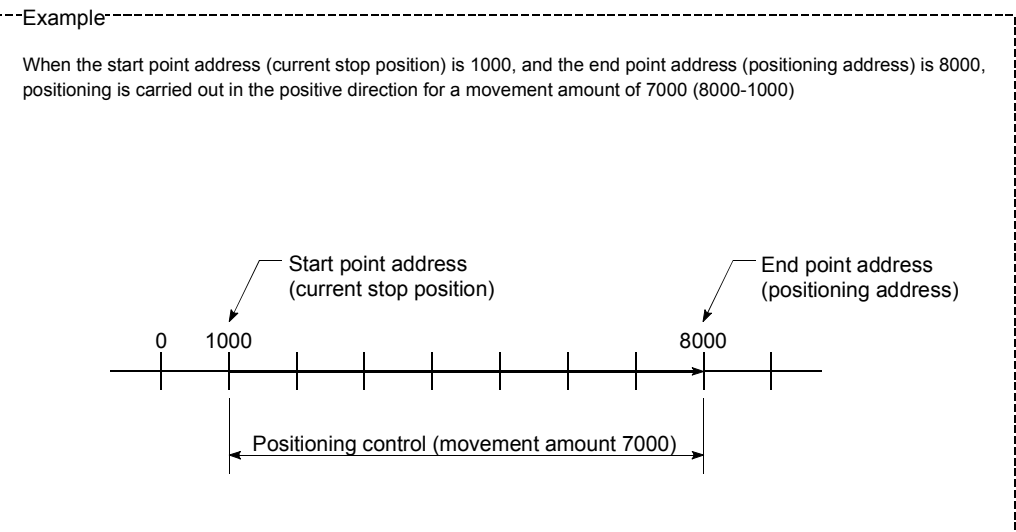 Example
When the start point address (current stop position) is 1000, and the end point address (positioning address) is 8000,
positioning is carried out in the positive direction for a movement amount of 7000 (8000-1000)
Start point address
(current stop position)
End point address
(positioning address)
0 1000 8000
Positioning control (movement amount 7000)